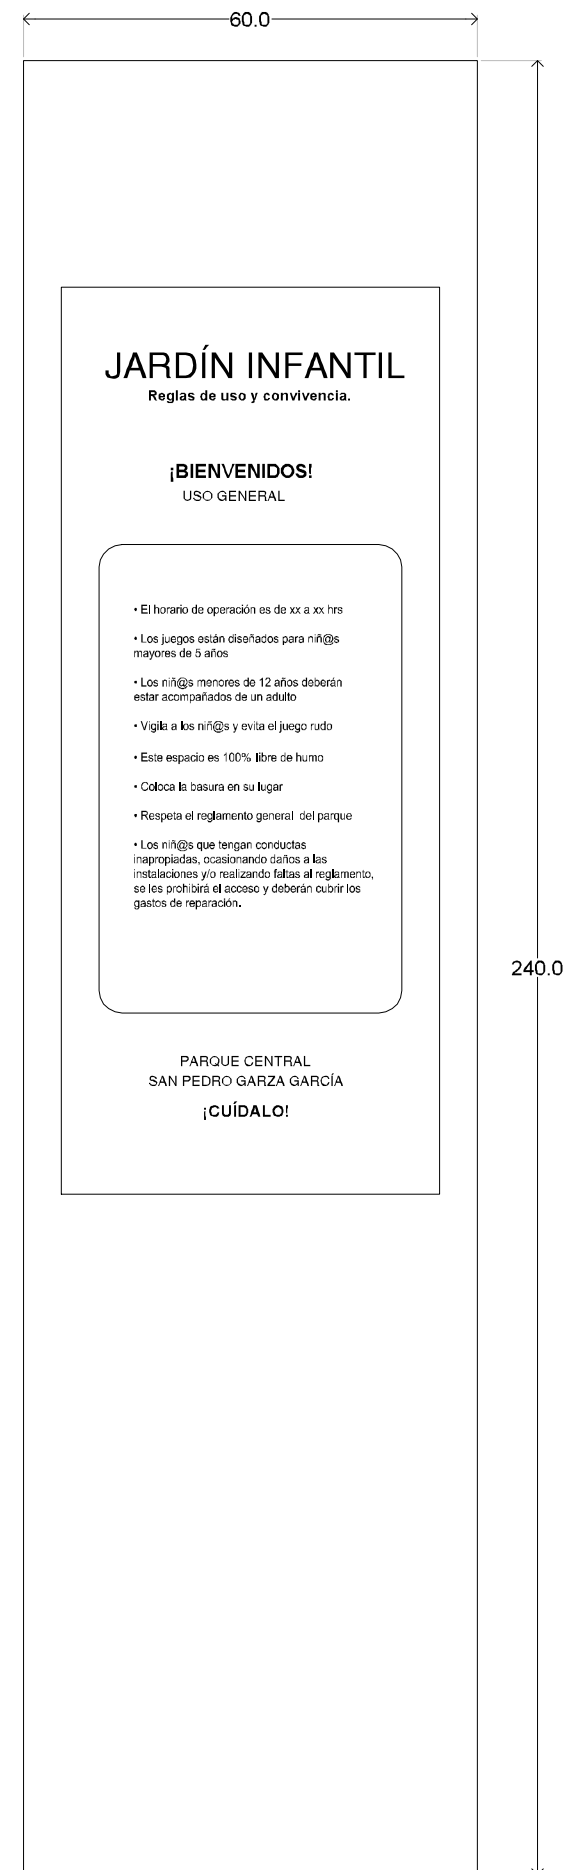 60.0
JARDÍN INFANTIL
Reglas de uso y convivencia.
¡BIENVENIDOS!
USO GENERAL
• El horario de operación es de xx a xx hrs
• Los juegos están diseñados para niñ@s
mayores de 5 años
• Los niñ@s menores de 12 años deberán
estar acompañados de un adulto
• Vigila a los niñ@s y evita el juego rudo
• Este espacio es 100% libre de humo
• Coloca la basura en su lugar
• Respeta el reglamento general del parque
• Los niñ@s que tengan conductas
inapropiadas, ocasionando daños a las
instalaciones y/o realizando faltas al reglamento,
se les prohibirá el acceso y deberán cubrir los
gastos de reparación.
240.0
PARQUE CENTRAL
SAN PEDRO GARZA GARCÍA
¡CUÍDALO!